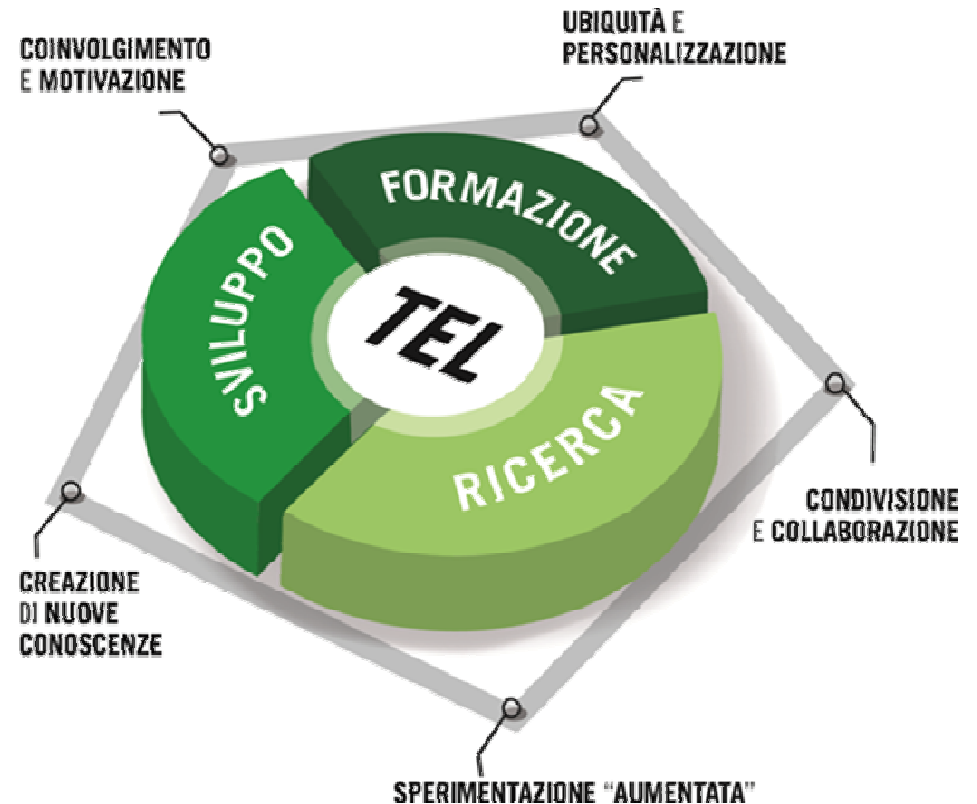 UBIQUITÀ E
PERSONALIZZAZIONE
COINVOLGIMENTO
E MOTIVAZIONE
FORMAZIONE
SVILUPPO
TEL
RICERCA
CONDIVISIONE
E COLLABORAZIONE
CREAZIONE
DI NUOVE
CONOSCENZE
SPERIMENTAZIONE "AUMENTATA"